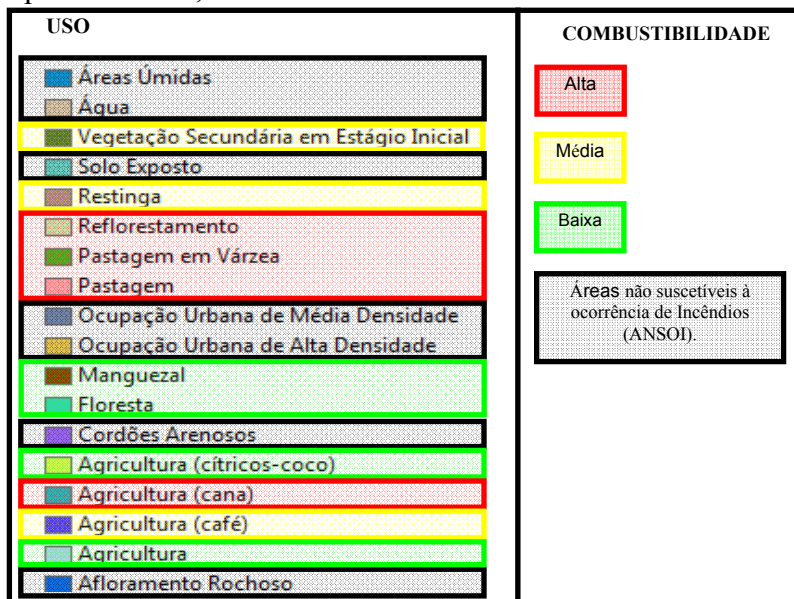 USO
Áreas Úmidas
Água
Vegetação Secundária em Estágio Inicial
Solo Exposto
Restinga
Reflorestamento
Pastagem em Várzea
Pastagem
Ocupação Urbana de Média Densidade
Ocupação Urbana de Alta Densidade
Manguezal
Floresta
Cordões Arenosos
Agricultura (cítricos-coco)
Agricultura (cana)
Agricultura (café)
Agricultura
Afloramento Rochoso
COMBUSTIBILIDADE
Alta
Média
Baixa
Áreas não suscetíveis à
ocorrência de Incêndios
(ANSOI).